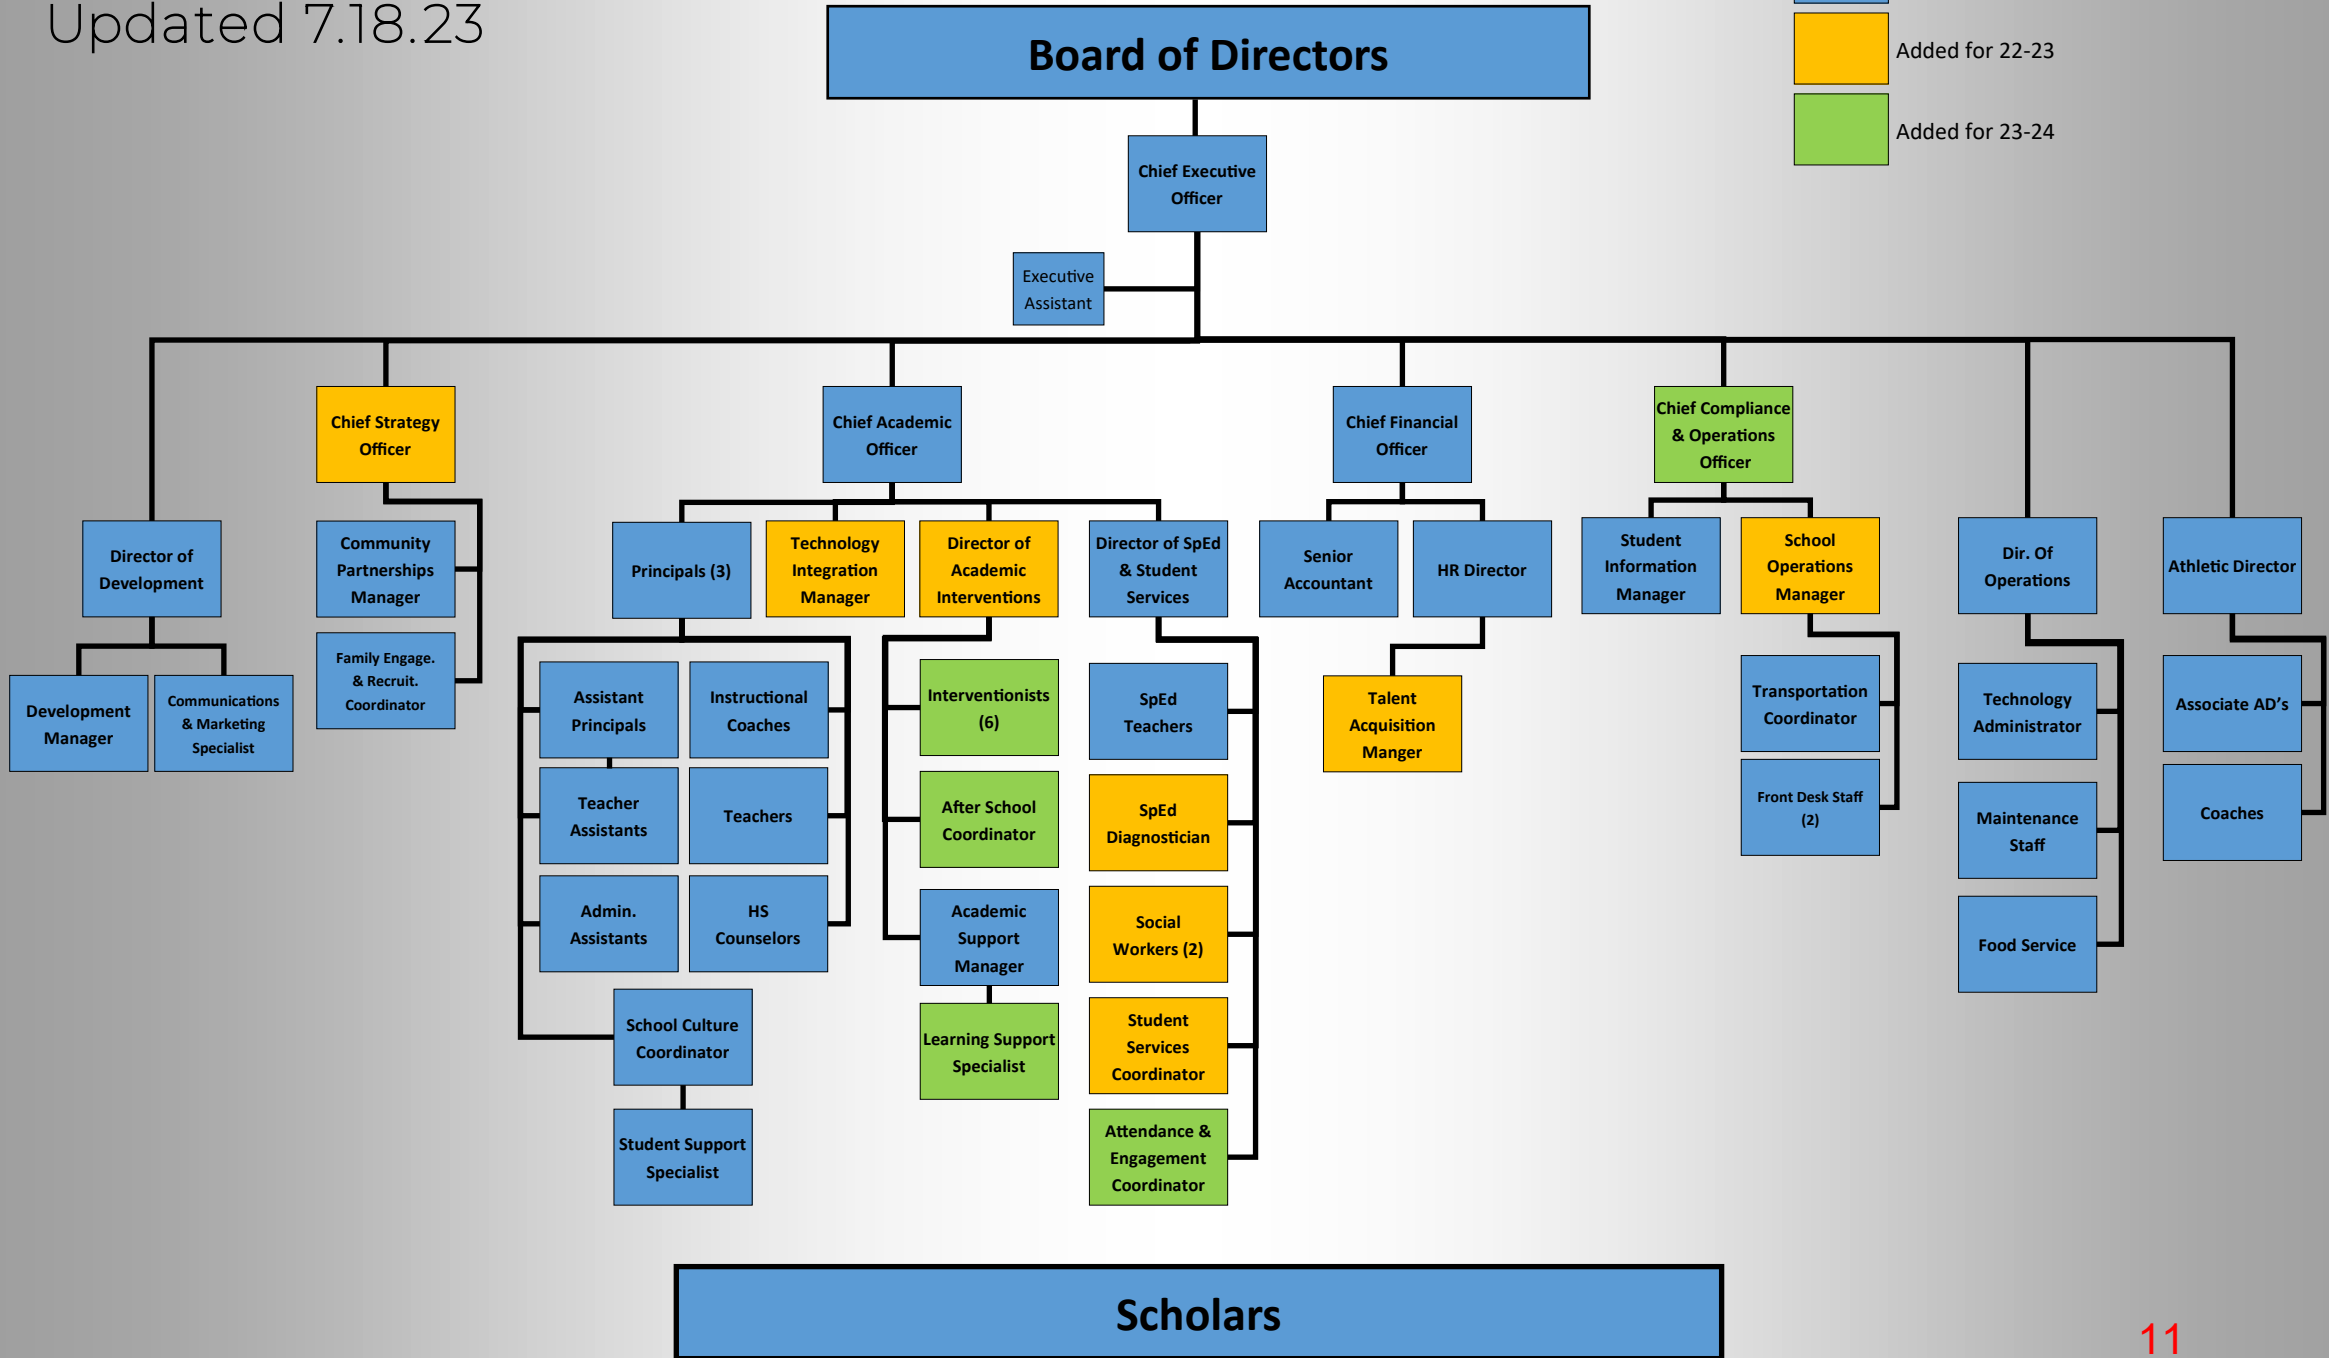 Updated 7.18.23
Board of Directors
Added for 22-23
Added for 23-24
Chief Executive
Officer
Executive
Assistant
Chief Strategy
Officer
Chief Academic
Officer
Chief Financial
Officer
Chief Compliance
& Operations
Officer
Director of
Development
Community
Partnerships
Manager
Principals (3)
Technology
Integration
Manager
Director of
Academic
Interventions
Director of SpEd
& Student
Services
Senior
Accountant
HR Director
Student
Information
Manager
School
Operations
Manager
Dir. Of
Operations
Athletic Director
Development
Manager
Communications
& Marketing
Specialist
Family Engage.
& Recruit.
Coordinator
Assistant
Principals
Instructional
Coaches
Interventionists
(6)
SpEd
Teachers
Talent
Acquisition
Manger
Transportation
Coordinator
Technology
Administrator
Associate AD's
Teacher
Assistants
Teachers
After School
Coordinator
SpEd
Diagnostician
Front Desk Staff
(2)
Maintenance
Staff
Coaches
Admin.
Assistants
HS
Counselors
Academic
Support
Manager
Social
Workers (2)
Food Service
School Culture
Coordinator
Learning Support
Specialist
Student
Services
Coordinator
Student Support
Specialist
Attendance &
Engagement
Coordinator
Scholars
11